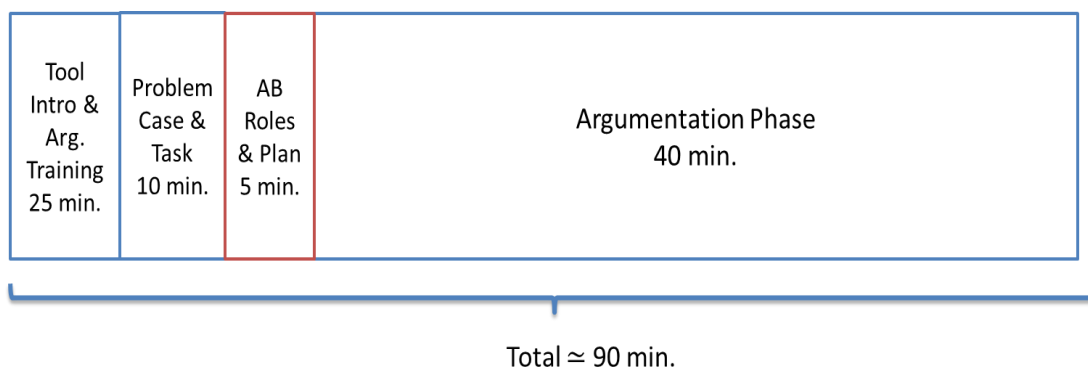 Tool
Intro &
Arg.
Training
25 min.
Problem
Case &
Task
10 min.
AB
Roles
& Plan
5 min.
Argumentation Phase
40 min.
Total ≃ 90 min.